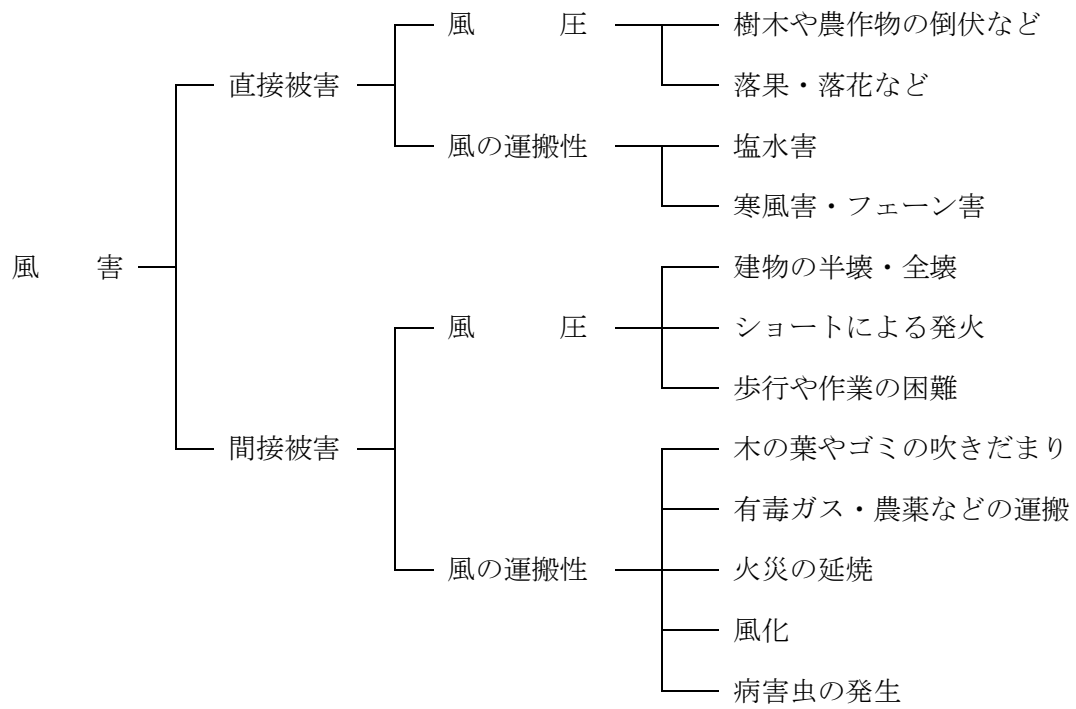 風　圧
樹木や農作物の倒伏など
直接被害
落果・落花など
風の運搬性
塩水害
寒風害・フェーン害
風　害
建物の半壊・全壊
風　圧
ショートによる発火
歩行や作業の困難
間接被害
木の葉やゴミの吹きだまり
有毒ガス・農薬などの運搬
風の運搬性
火災の延焼
風化
病害虫の発生